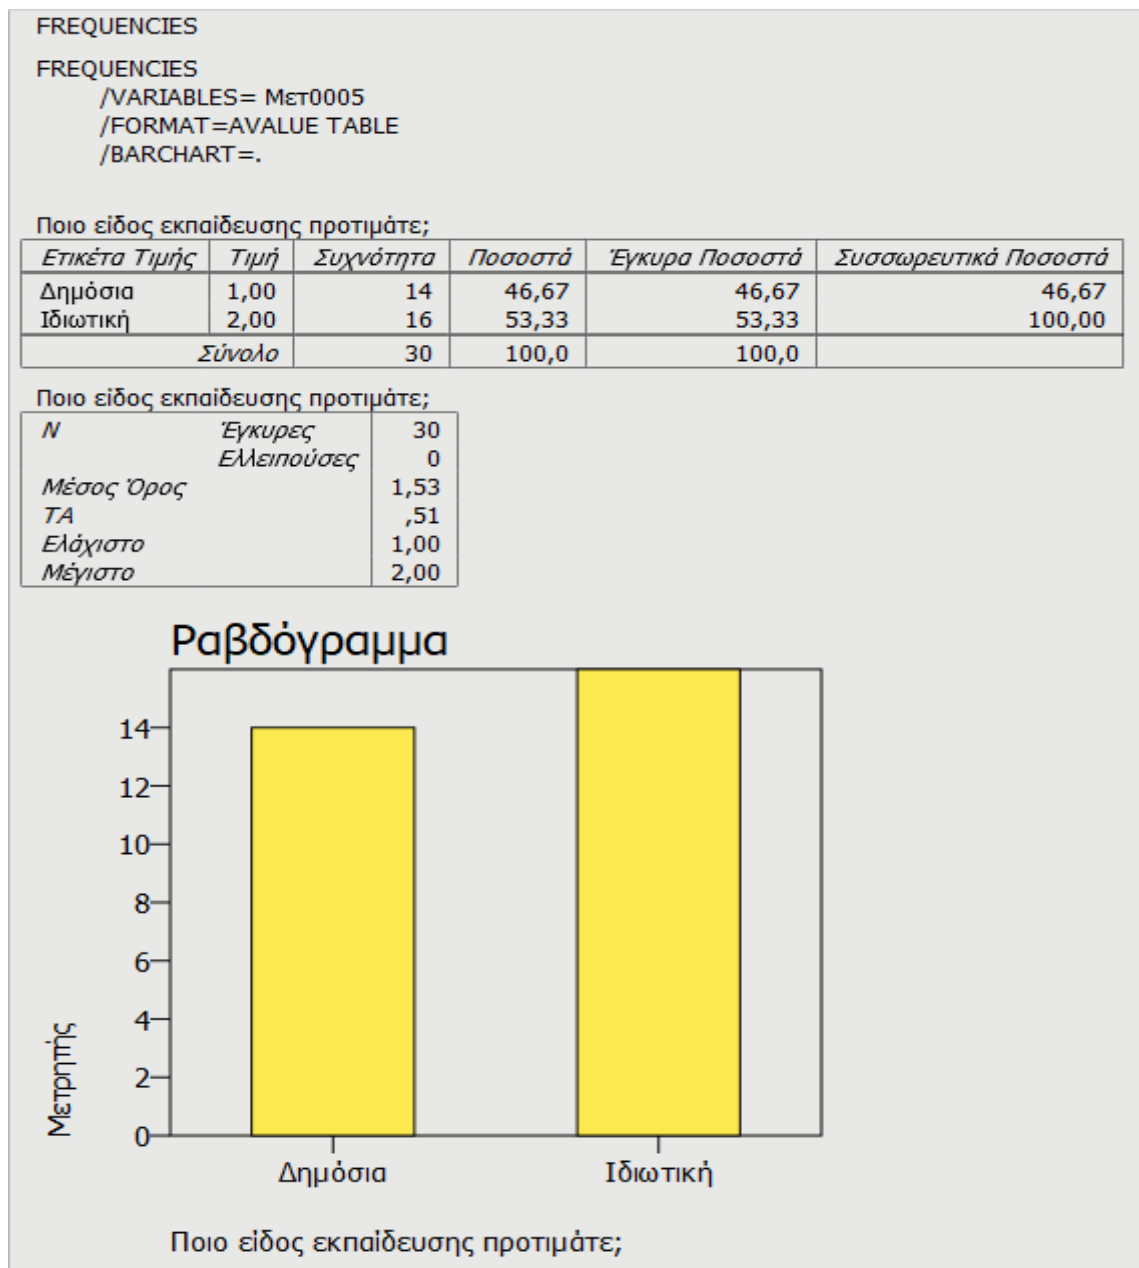 FREQUENCIES
FREQUENCIES
/VARIABLES= Μετ0005
/FORMAT=AVALUE TABLE
/BARCHART=.
Ποιο είδος εκπαίδευσης προτιμάτε;
Ετικέτα Τιμής Τιμή Συχνότητα Ποσοστά Έγκυρα Ποσοστά Συσσωρευτικά Ποσοστά
Δημόσια 1,00 14 46,67 46,67 46,67
Ιδιωτική 2,00 16 53,33 53,33 100,00
Σύνολο 30 100,0 100,0
Ποιο είδος εκπαίδευσης προτιμάτε;
N Έγκυρες 30
Ελλειπούσες 0
Μέσος Όρος 1,53
ΤΑ ,51
Ελάχιστο 1,00
Μέγιστο 2,00
Ραβδόγραμμα
14
12
10
8
6
4
2
0
Μετρητής
Δημόσια Ιδιωτική
Ποιο είδος εκπαίδευσης προτιμάτε;